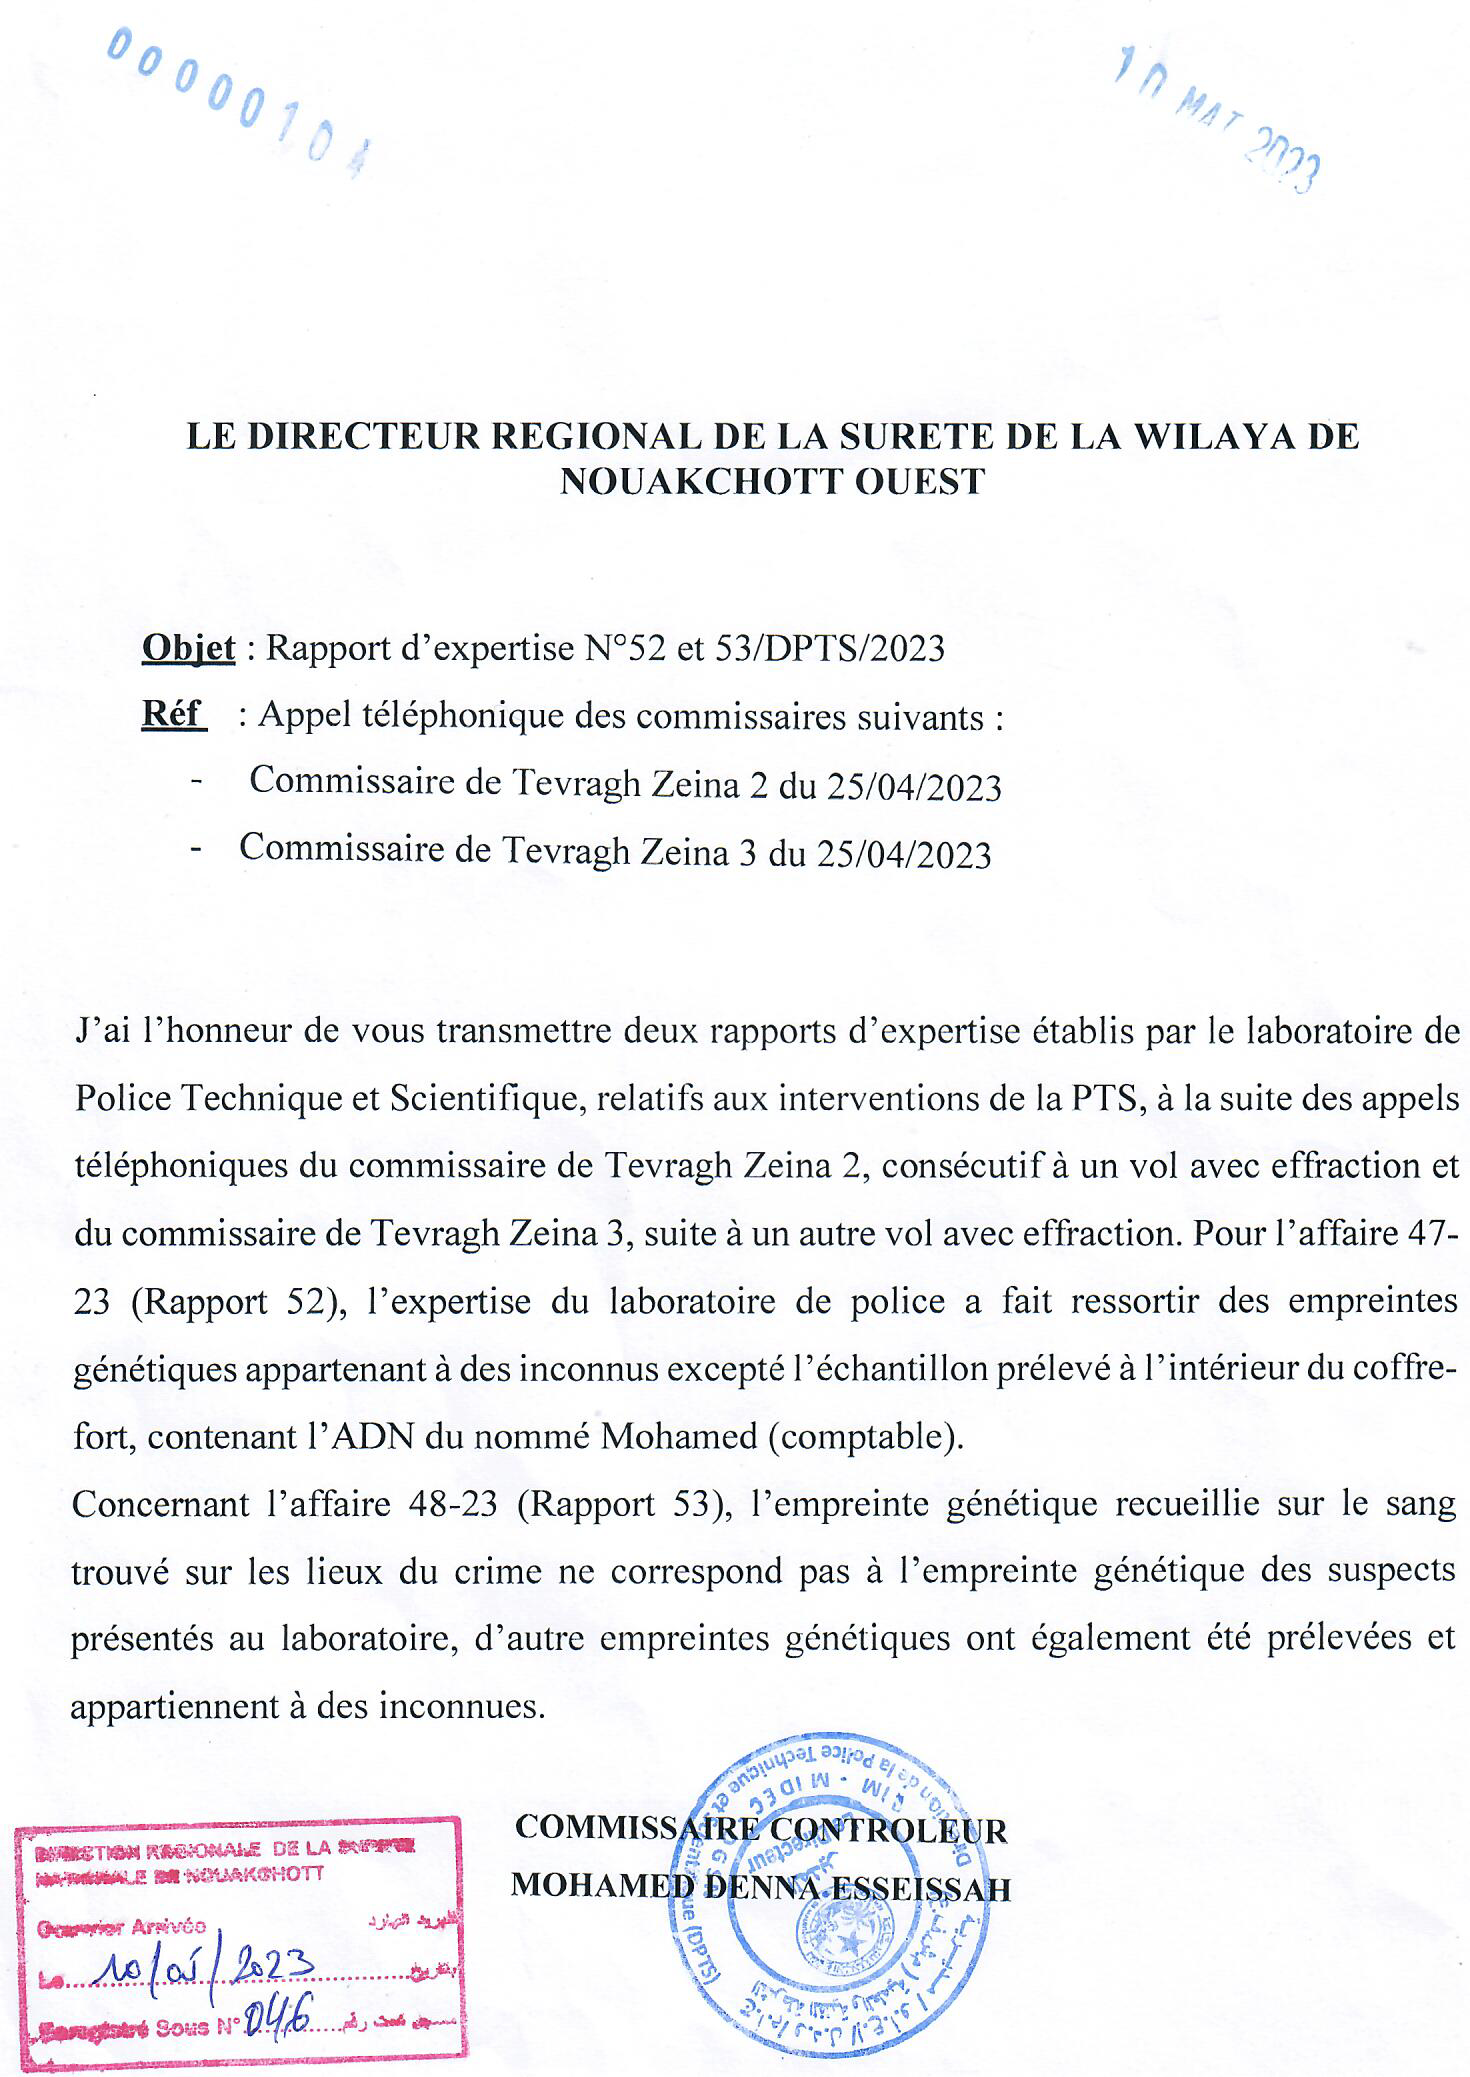 00000104
10 MAI 2023
LE DIRECTEUR REGIONAL DE LA SURETE DE LA WILAYA DE
NOUAKCHOTT OUEST
Objet : Rapport d’expertise N°52 et 53/DPTS/2023
Réf : Appel téléphonique des commissaires suivants :
- Commissaire de Tevragh Zeina 2 du 25/04/2023
- Commissaire de Tevragh Zeina 3 du 25/04/2023
J’ai l’honneur de vous transmettre deux rapports d’expertise établis par le laboratoire de
Police Technique et Scientifique, relatifs aux interventions de la PTS, à la suite des appels
téléphoniques du commissaire de Tevragh Zeina 2, consécutif à un vol avec effraction et
du commissaire de Tevragh Zeina 3, suite à un autre vol avec effraction. Pour l’affaire 47-
23 (Rapport 52), l’expertise du laboratoire de police a fait ressortir des empreintes
génétiques appartenant à des inconnus excepté l’échantillon prélevé à l’intérieur du coffre-
fort, contenant l’ADN du nommé Mohamed (comptable).
Concernant l’affaire 48-23 (Rapport 53), l’empreinte génétique recueillie sur le sang
trouvé sur les lieux du crime ne correspond pas à l’empreinte génétique des suspects
présentés au laboratoire, d’autre empreintes génétiques ont également été prélevées et
appartiennent à des inconnues.
COMMISSAIRE CONTROLEUR
MOHAMED DENNA ESSEISSAH
Direction de la Police Technique et Scientifique (DPTS)
RIM - MIDEC
Le Directeur
DIRECTION REGIONALE DE LA SURETE
NATIONALE DE NOUAKCHOTT
Courrier Arrivée البريد الوارد
Le 10/05/2023 بتاريخ
Enregistré Sous N° 046 مسجل تحت رقم